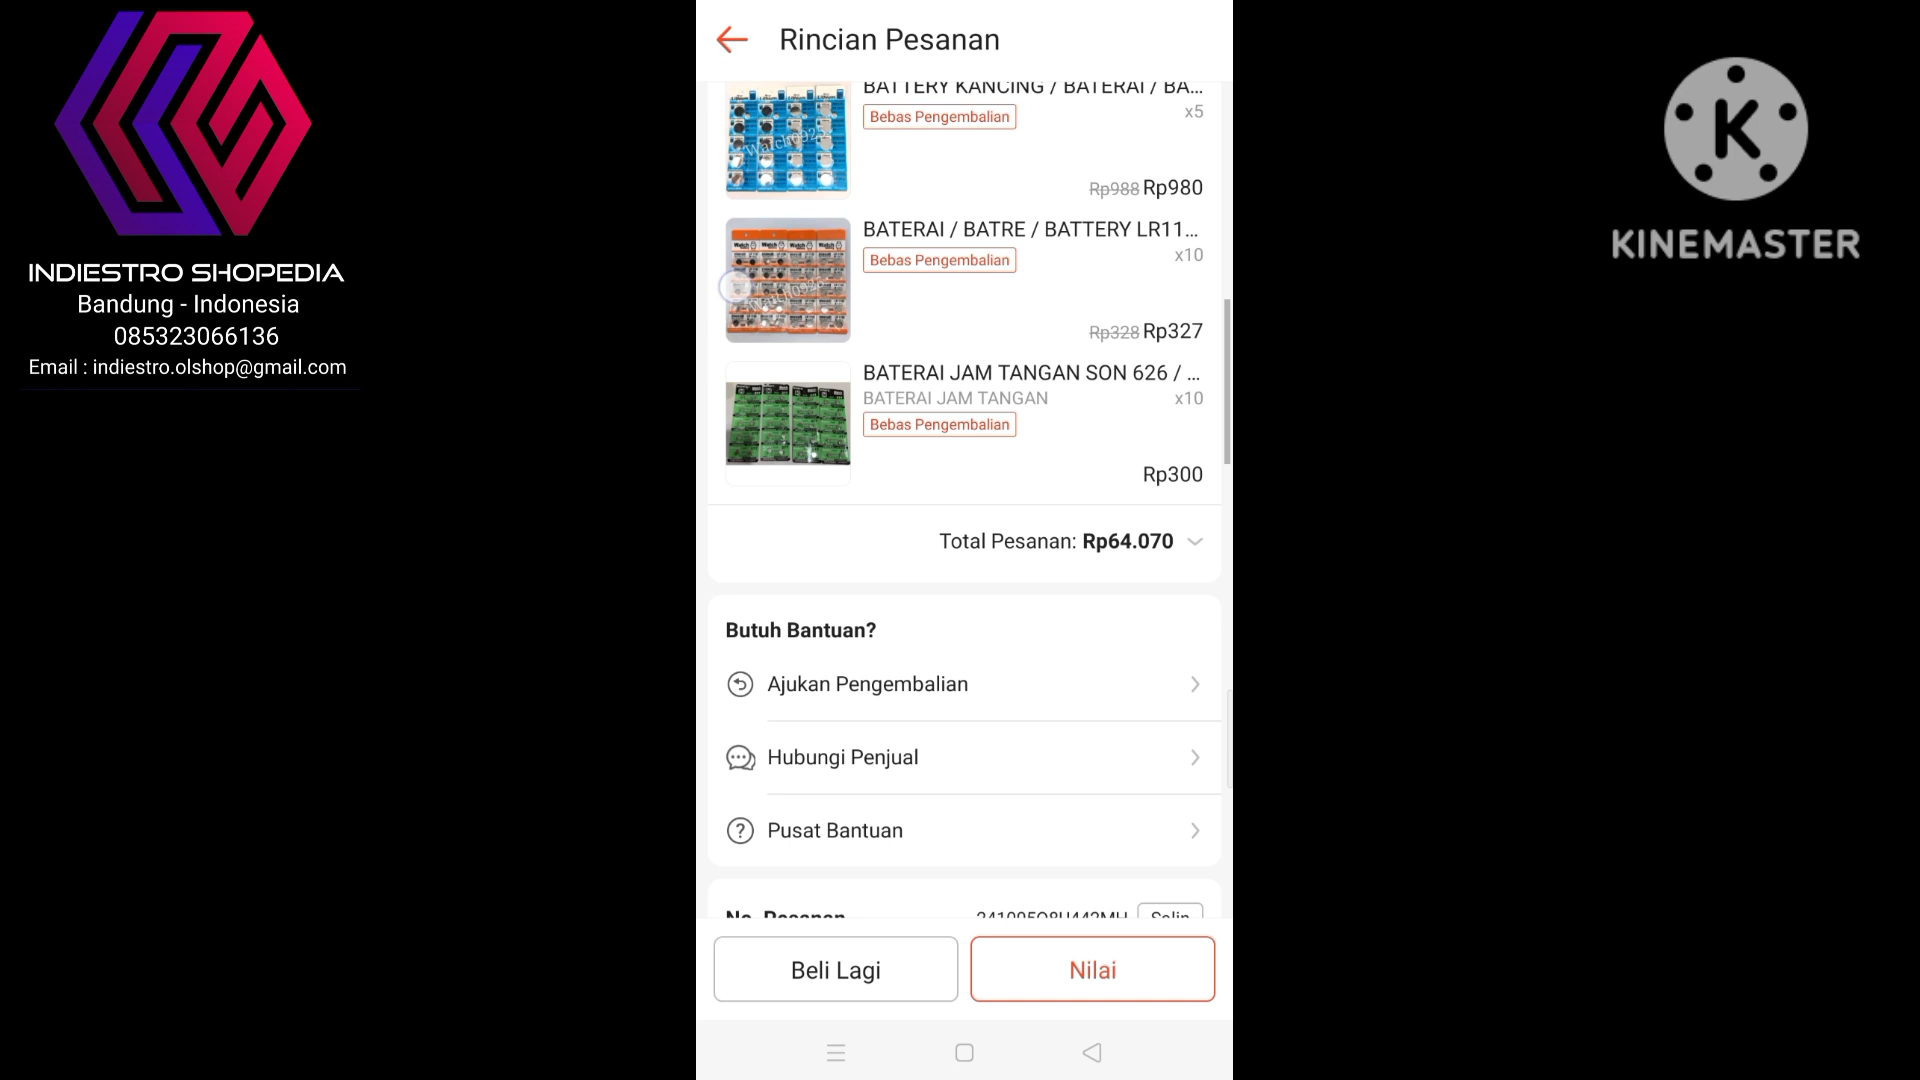 INDIESTRO SHOPEDIA
Bandung - Indonesia
085323066136
Email : indiestro.olshop@gmail.com
Rincian Pesanan
BATTERY KANCING / BATERAI / BA...
Bebas Pengembalian
x5
Rp988 Rp980
BATERAI / BATRE / BATTERY LR11...
Bebas Pengembalian
x10
Rp328 Rp327
BATERAI JAM TANGAN SON 626 / ...
BATERAI JAM TANGAN
x10
Bebas Pengembalian
Rp300
Total Pesanan: Rp64.070
Butuh Bantuan?
Ajukan Pengembalian
Hubungi Penjual
Pusat Bantuan
No. Pesanan
Salin
Beli Lagi
Nilai
K
KINEMASTER